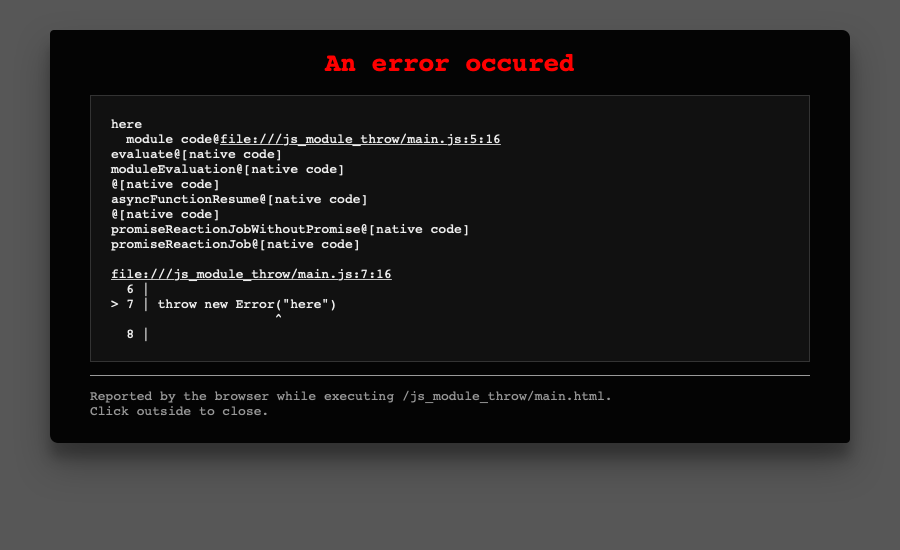 An error occured
here
  module code@file:///js_module_throw/main.js:5:16
evaluate@[native code]
moduleEvaluation@[native code]
@[native code]
asyncFunctionResume@[native code]
@[native code]
promiseReactionJobWithoutPromise@[native code]
promiseReactionJob@[native code]
file:///js_module_throw/main.js:7:16
  6 |
> 7 | throw new Error("here")
                     ^
  8 |
Reported by the browser while executing /js_module_throw/main.html.
Click outside to close.